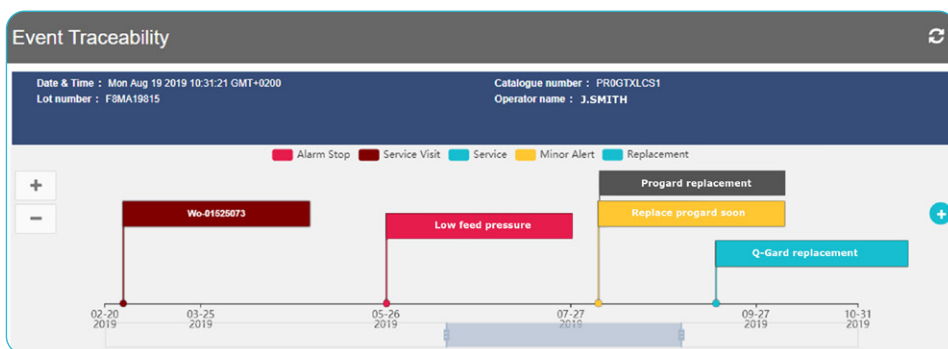 Event Traceability
Date & Time : Mon Aug 19 2019 10:31:21 GMT+0200
Catalogue number : PR0GTXLCS1
Lot number : F8MA19815
Operator name : J.SMITH
Alarm Stop Service Visit Service Minor Alert Replacement
+
Progard replacement
−
Wo-01525073
Replace progard soon
+
Low feed pressure
Q-Gard replacement
02-20 03-25 05-26 07-27 09-27 10-31
2019 2019 2019 2019 2019 2019